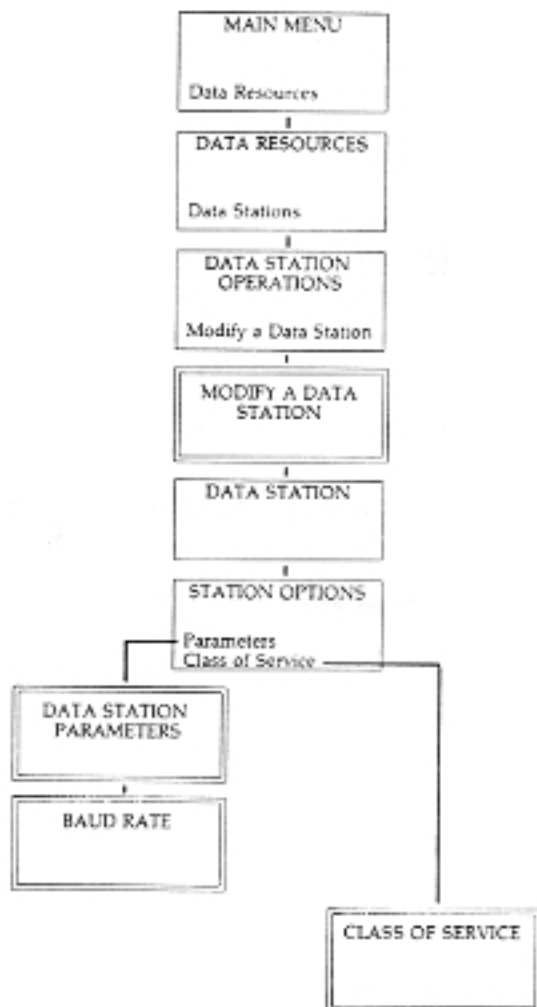 MAIN MENU
Data Resources
DATA RESOURCES
Data Stations
DATA STATION
OPERATIONS
Modify a Data Station
MODIFY A DATA
STATION
DATA STATION
STATION OPTIONS
Parameters
Class of Service
DATA STATION
PARAMETERS
BAUD RATE
CLASS OF SERVICE